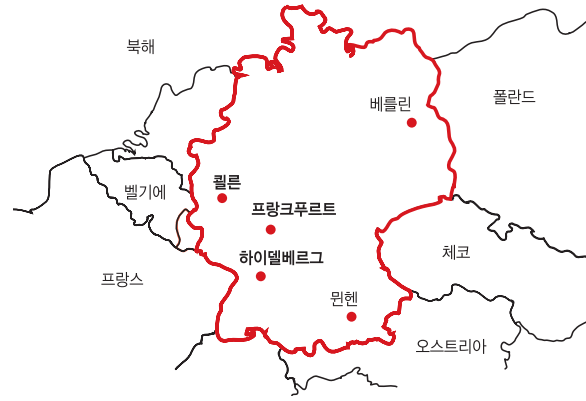 북해
베를린
폴란드
벨기에
쾰른
프랑크푸르트
하이델베르그
체코
프랑스
뮌헨
오스트리아